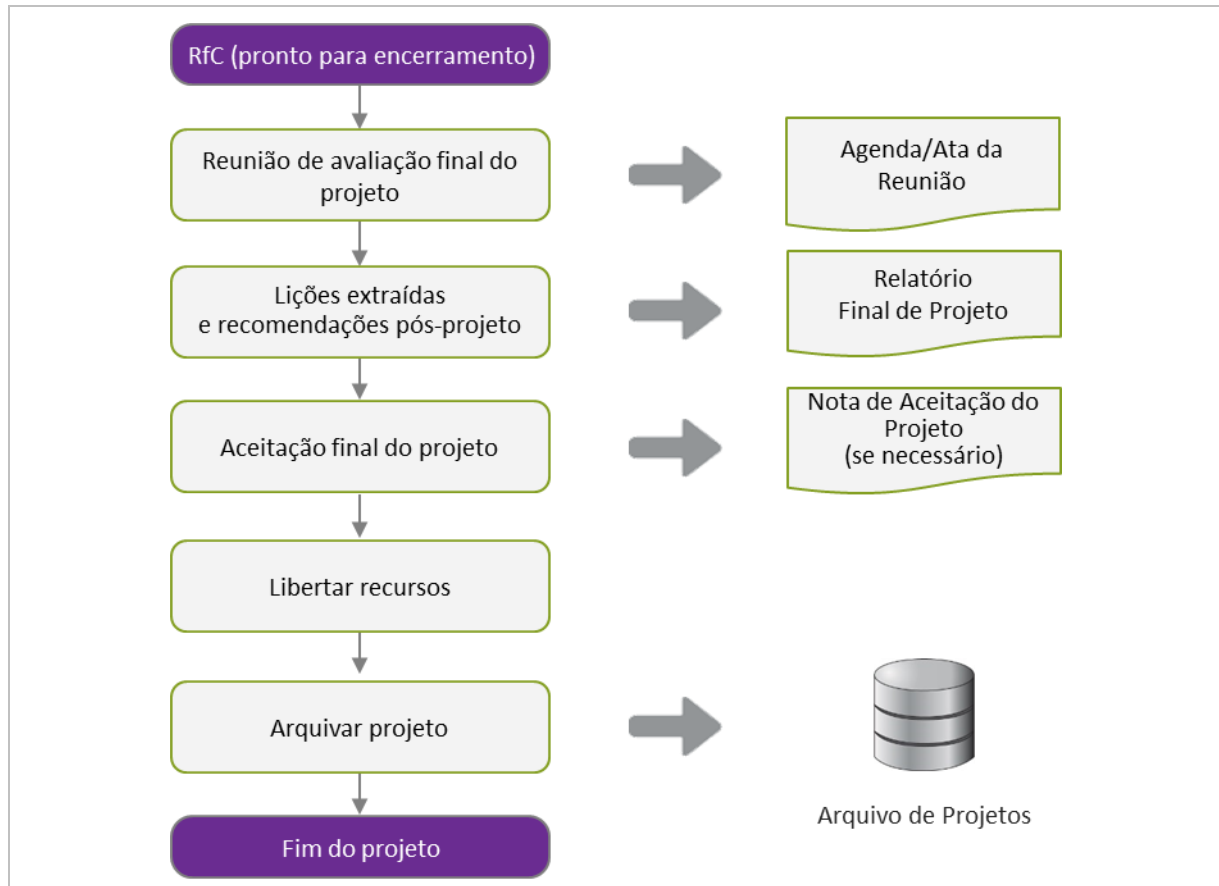 RfC (pronto para encerramento)
Reunião de avaliação final do
projeto
Agenda/Ata da
Reunião
Lições extraídas
e recomendações pós-projeto
Relatório
Final de Projeto
Aceitação final do projeto
Nota de Aceitação do
Projeto
(se necessário)
Libertar recursos
Arquivar projeto
Arquivo de Projetos
Fim do projeto